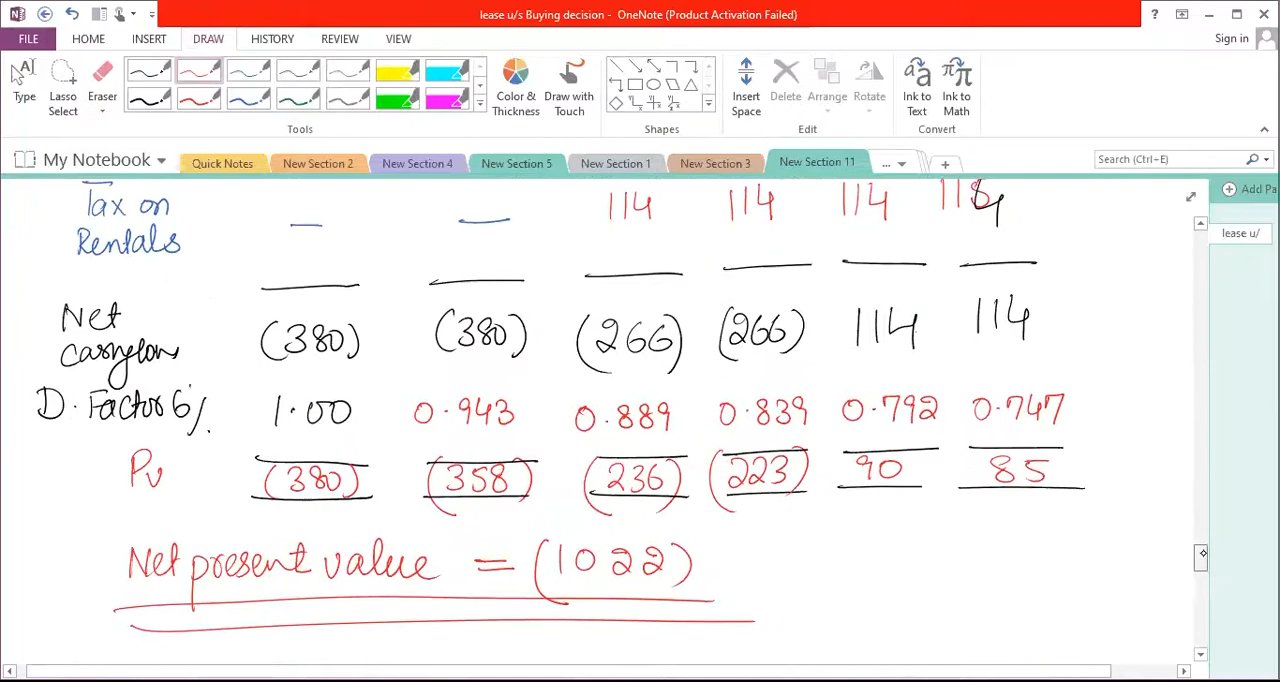 lease u/s Buying decision - OneNote (Product Activation Failed)
?
FILE HOME INSERT DRAW HISTORY REVIEW VIEW Sign in
Type Lasso Select Eraser Color & Thickness Draw with Touch Insert Space Delete Arrange Rotate Ink to Text Ink to Math
Tools Shapes Edit Convert
My Notebook Quick Notes New Section 2 New Section 4 New Section 5 New Section 1 New Section 3 New Section 11 ... + Search (Ctrl+E)
Add Pa
lease u/
Tax on — — 114 114 114 114
Rentals
Net (380) (380) (266) (266) 114 114
D. Factor 6% 1.00 0.943 0.889 0.839 0.792 0.747
Pv (380) (358) (236) (223) 90 85
Net present value = (1022)